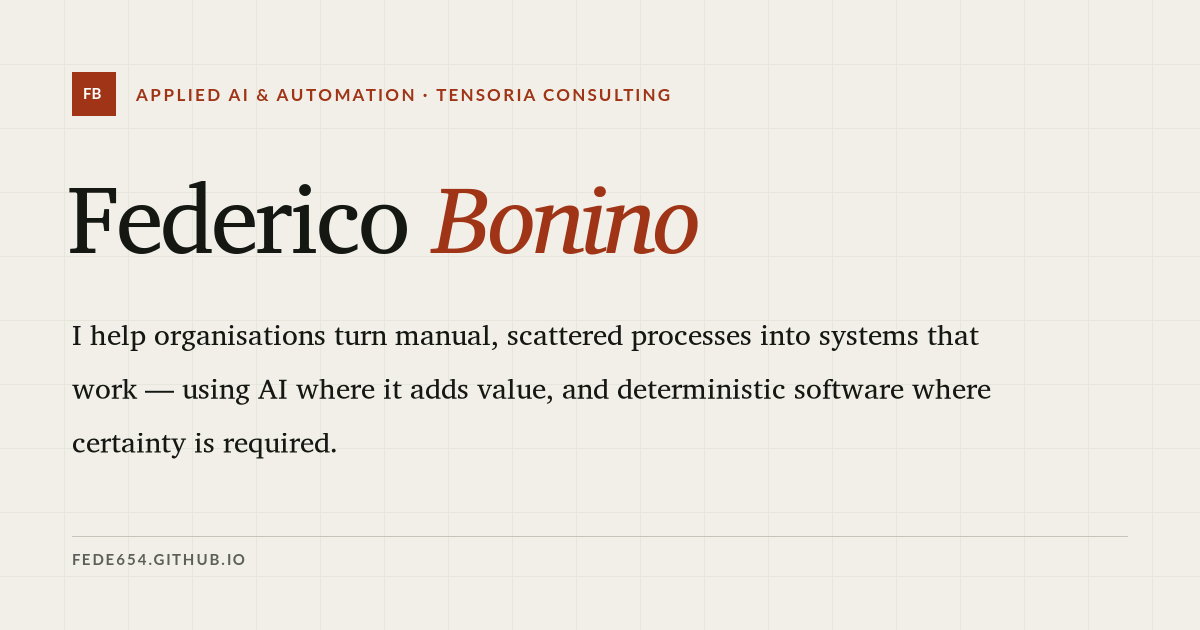 FB
APPLIED AI & AUTOMATION · TENSORIA CONSULTING
Federico Bonino
I help organisations turn manual, scattered processes into systems that
work — using AI where it adds value, and deterministic software where
certainty is required.
FEDE654.GITHUB.IO